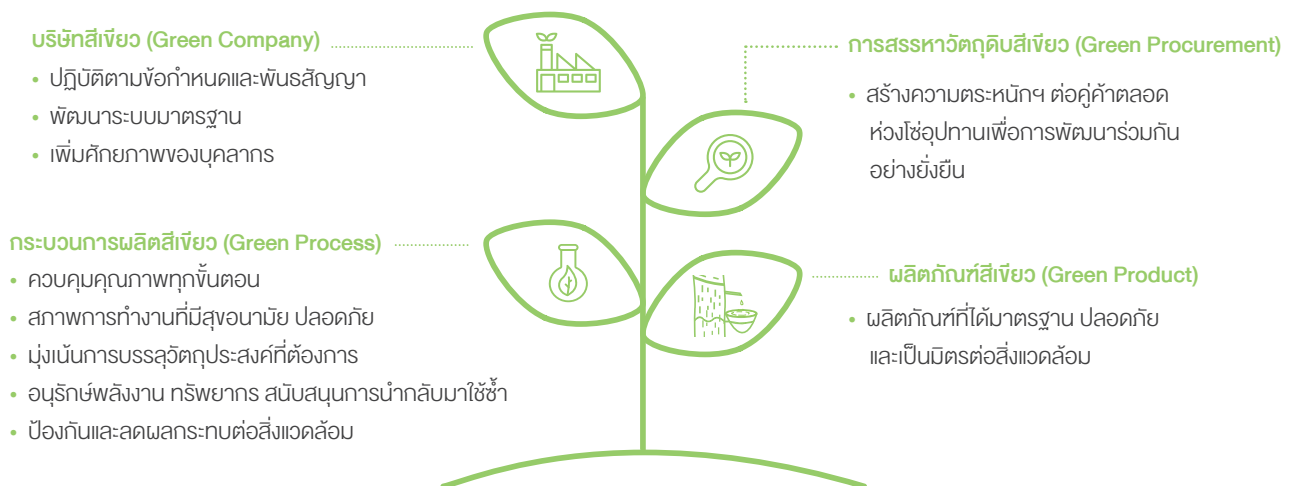 บริษัทสีเขียว (Green Company)
• ปฏิบัติตามข้อกำหนดและพันธสัญญา
• พัฒนาระบบมาตรฐาน
• เพิ่มศักยภาพของบุคลากร
การสรรหาวัตถุดิบสีเขียว (Green Procurement)
• สร้างความตระหนักฯ ต่อคู่ค้าตลอด
ห่วงโซ่อุปทานเพื่อการพัฒนาร่วมกัน
อย่างยั่งยืน
กระบวนการผลิตสีเขียว (Green Process)
• ควบคุมคุณภาพทุกขั้นตอน
• สภาพการทำงานที่มีสุขอนามัย ปลอดภัย
• มุ่งเน้นการบรรลุวัตถุประสงค์ที่ต้องการ
• อนุรักษ์พลังงาน ทรัพยากร สนับสนุนการนำกลับมาใช้ซ้ำ
• ป้องกันและลดผลกระทบต่อสิ่งแวดล้อม
ผลิตภัณฑ์สีเขียว (Green Product)
• ผลิตภัณฑ์ที่ได้มาตรฐาน ปลอดภัย
และเป็นมิตรต่อสิ่งแวดล้อม